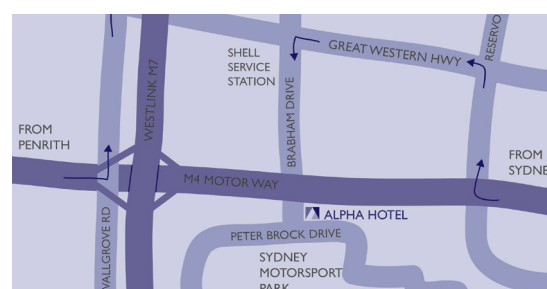 SHELL
SERVICE
STATION
GREAT WESTERN HWY
RESERVO
WESTLINK M7
BRABHAM DRIVE
FROM
PENRITH
FROM
SYDNE
M4 MOTOR WAY
WALLGROVE RD
ALPHA HOTEL
PETER BROCK DRIVE
SYDNEY
MOTORSPORT
PARK